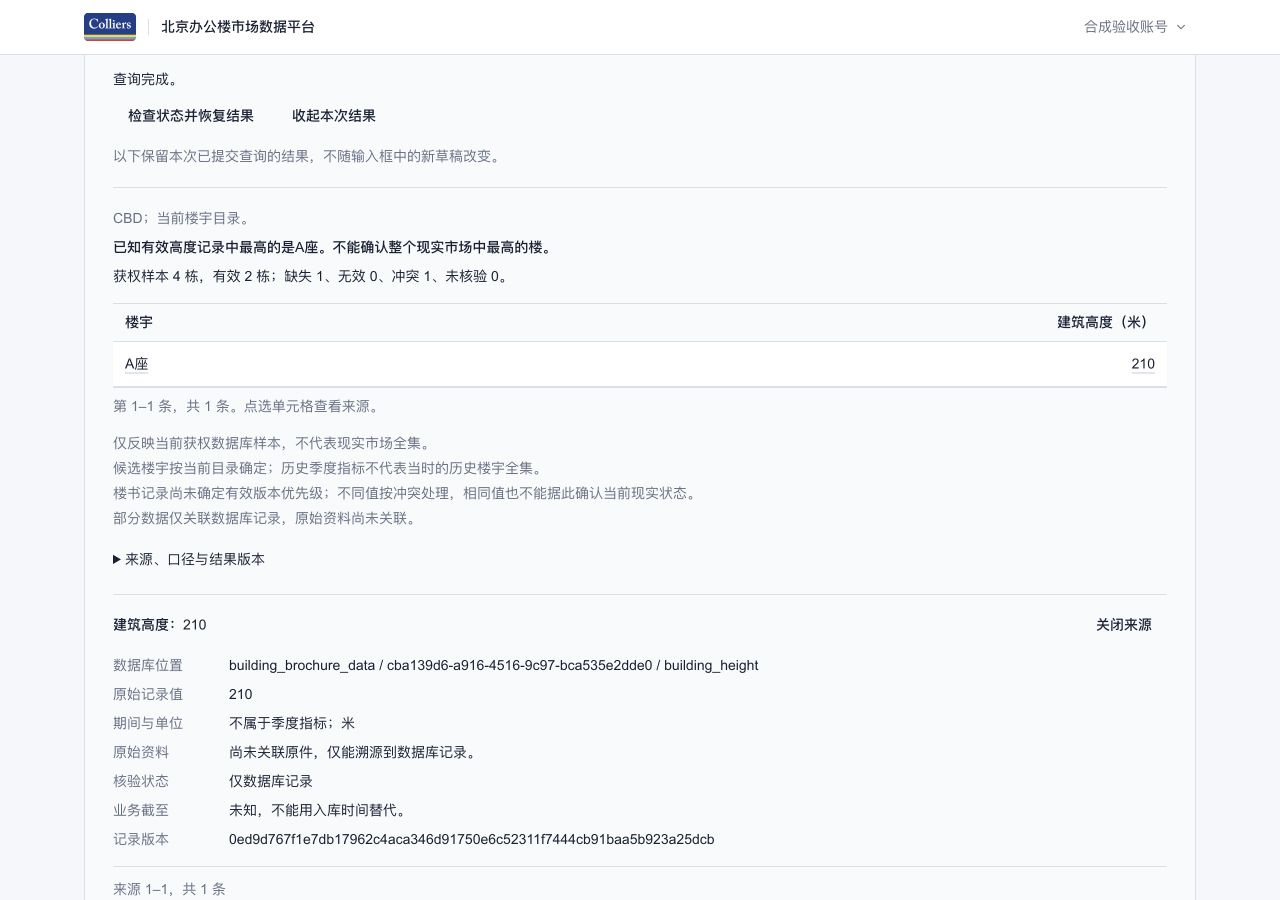 Colliers
北京办公楼市场数据平台
合成验收账号
查询完成。
检查状态并恢复结果 收起本次结果
以下保留本次已提交查询的结果，不随输入框中的新草稿改变。
CBD；当前楼宇目录。
已知有效高度记录中最高的是A座。不能确认整个现实市场中最高的楼。
获权样本 4 栋，有效 2 栋；缺失 1、无效 0、冲突 1、未核验 0。
楼宇 建筑高度（米）
A座 210
第 1–1 条，共 1 条。点选单元格查看来源。
仅反映当前获权数据库样本，不代表现实市场全集。
候选楼宇按当前目录确定；历史季度指标不代表当时的历史楼宇全集。
楼书记录尚未确定有效版本优先级；不同值按冲突处理，相同值也不能据此确认当前现实状态。
部分数据仅关联数据库记录，原始资料尚未关联。
来源、口径与结果版本
建筑高度：210 关闭来源
数据库位置 building_brochure_data / cba139d6-a916-4516-9c97-bca535e2dde0 / building_height
原始记录值 210
期间与单位 不属于季度指标；米
原始资料 尚未关联原件，仅能溯源到数据库记录。
核验状态 仅数据库记录
业务截至 未知，不能用入库时间替代。
记录版本 0ed9d767f1e7db17962c4aca346d91750e6c52311f7444cb91baa5b923a25dcb
来源 1–1，共 1 条